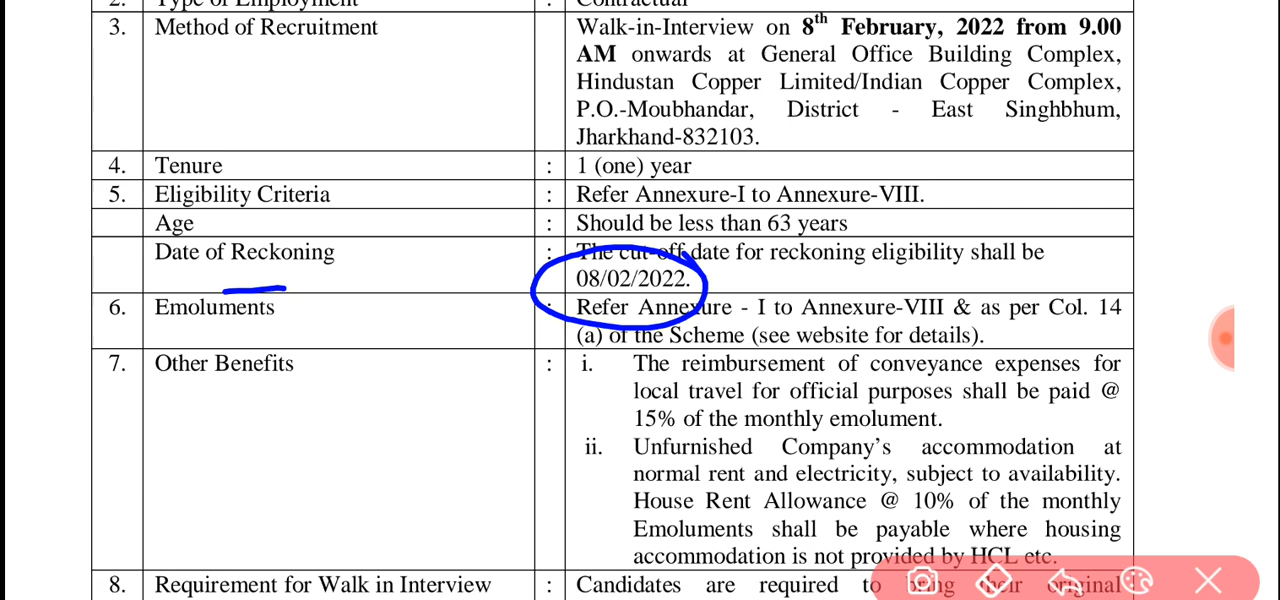 2. Type of Employment : Contractual
3. Method of Recruitment : Walk-in-Interview on 8th February, 2022 from 9.00
AM onwards at General Office Building Complex,
Hindustan Copper Limited/Indian Copper Complex,
P.O.-Moubhandar, District - East Singhbhum,
Jharkhand-832103.
4. Tenure : 1 (one) year
5. Eligibility Criteria : Refer Annexure-I to Annexure-VIII.
Age : Should be less than 63 years
Date of Reckoning : The cut-off date for reckoning eligibility shall be
08/02/2022.
6. Emoluments : Refer Annexure - I to Annexure-VIII & as per Col. 14
(a) of the Scheme (see website for details).
7. Other Benefits : i. The reimbursement of conveyance expenses for
local travel for official purposes shall be paid @
15% of the monthly emolument.
ii. Unfurnished Company's accommodation at
normal rent and electricity, subject to availability.
House Rent Allowance @ 10% of the monthly
Emoluments shall be payable where housing
accommodation is not provided by HCL etc.
8. Requirement for Walk in Interview : Candidates are required to bring their original